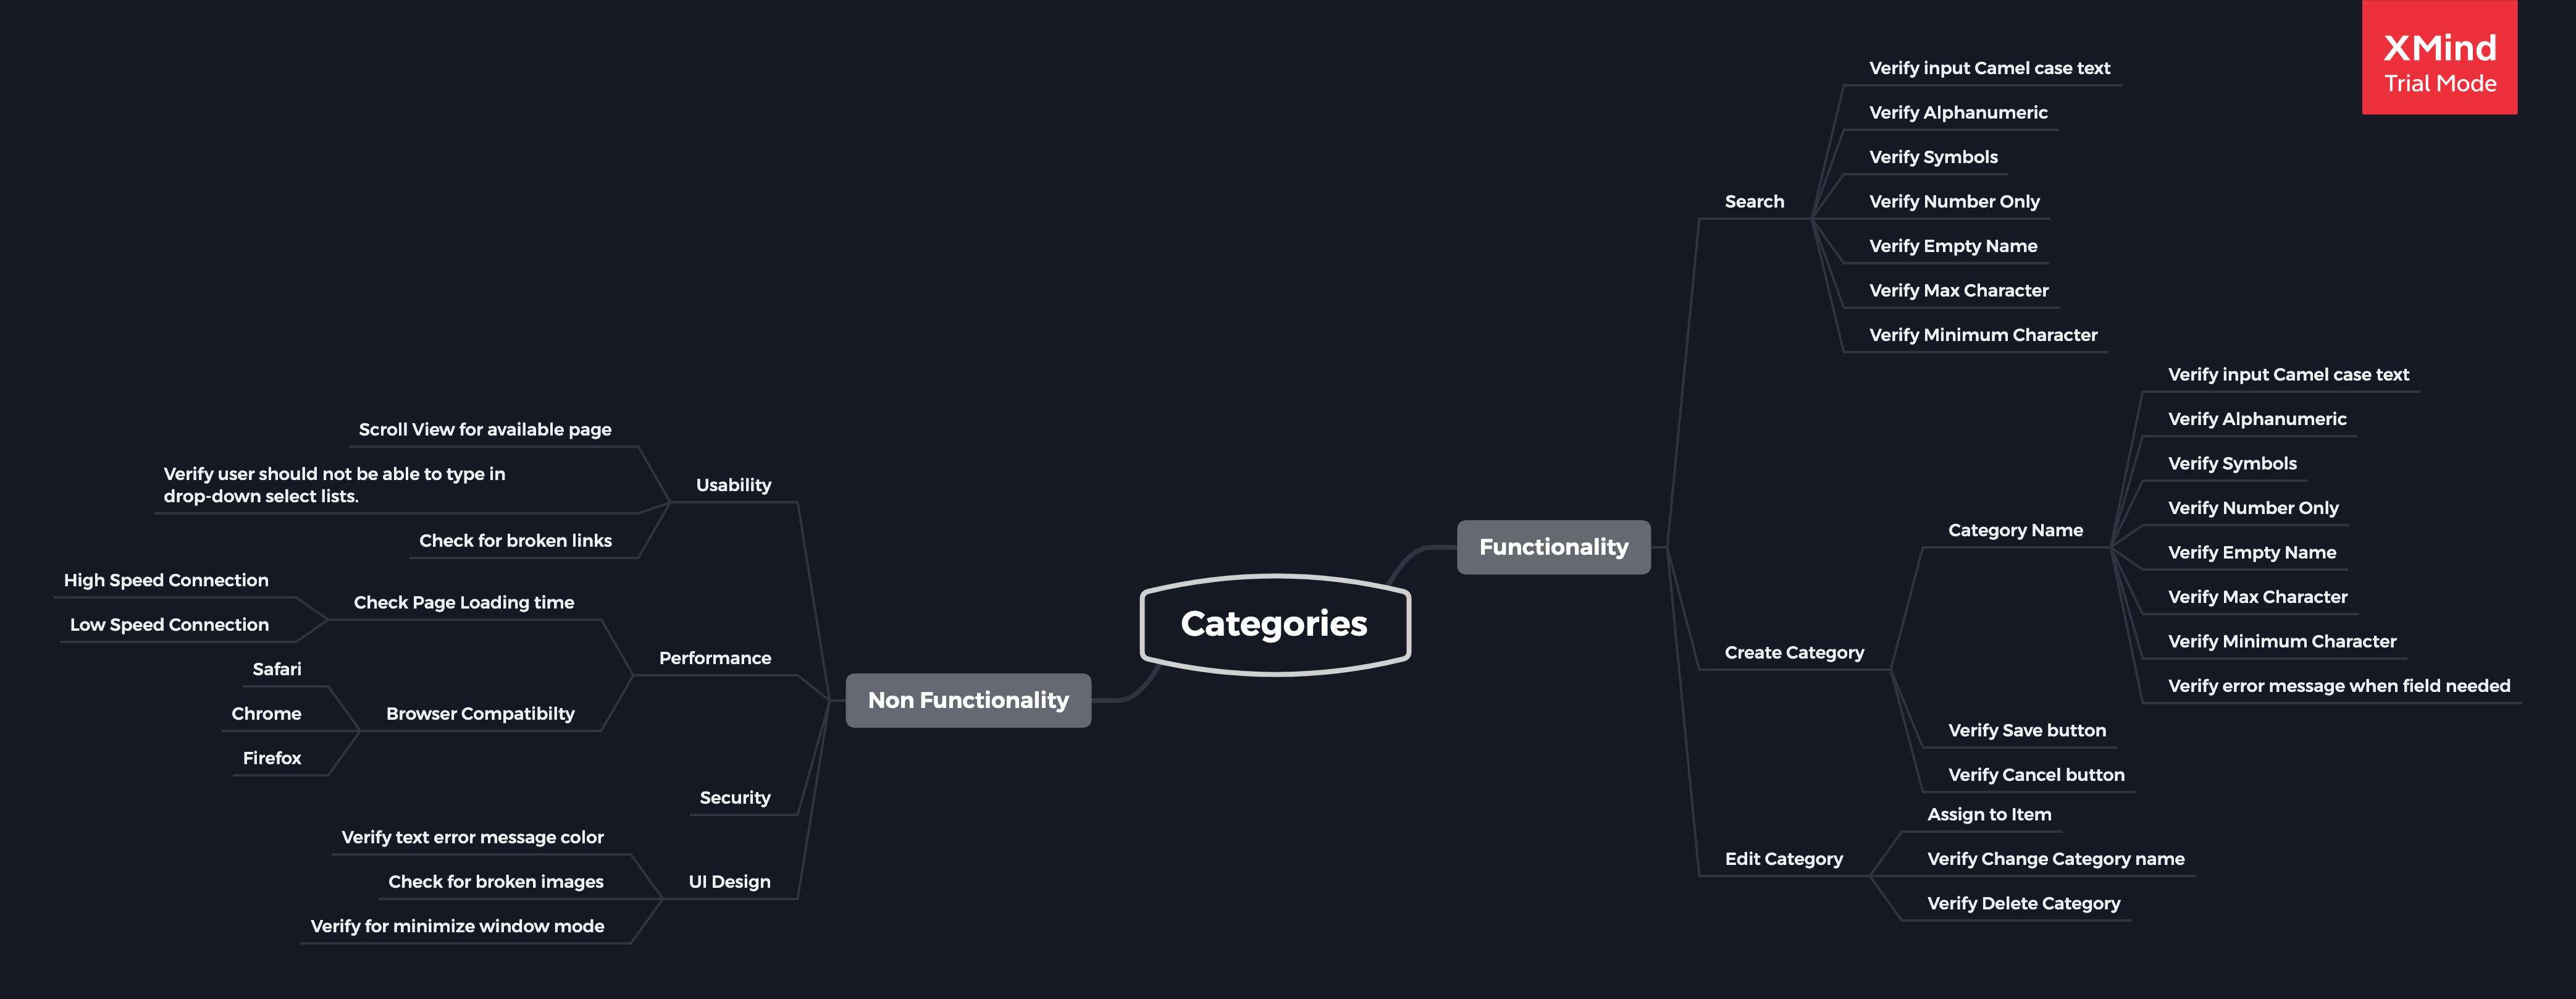 XMind
Trial Mode
Categories
Functionality
Search
Verify input Camel case text
Verify Alphanumeric
Verify Symbols
Verify Number Only
Verify Empty Name
Verify Max Character
Verify Minimum Character
Create Category
Category Name
Verify input Camel case text
Verify Alphanumeric
Verify Symbols
Verify Number Only
Verify Empty Name
Verify Max Character
Verify Minimum Character
Verify error message when field needed
Verify Save button
Verify Cancel button
Edit Category
Assign to Item
Verify Change Category name
Verify Delete Category
Non Functionality
Usability
Scroll View for available page
Verify user should not be able to type in
drop-down select lists.
Check for broken links
Performance
Check Page Loading time
High Speed Connection
Low Speed Connection
Browser Compatibilty
Safari
Chrome
Firefox
Security
UI Design
Verify text error message color
Check for broken images
Verify for minimize window mode